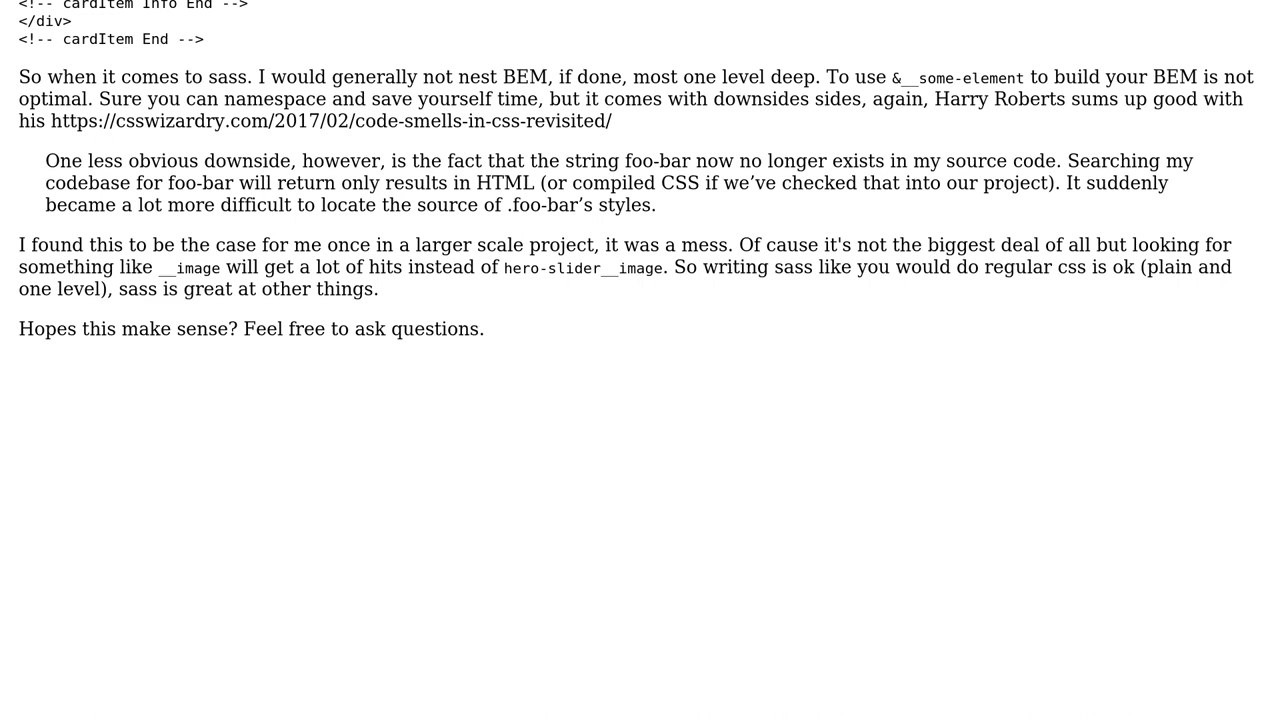 <!-- cardItem Info End -->
</div>
<!-- cardItem End -->
So when it comes to sass. I would generally not nest BEM, if done, most one level deep. To use &__some-element to build your BEM is not
optimal. Sure you can namespace and save yourself time, but it comes with downsides sides, again, Harry Roberts sums up good with
his https://csswizardry.com/2017/02/code-smells-in-css-revisited/
One less obvious downside, however, is the fact that the string foo-bar now no longer exists in my source code. Searching my
codebase for foo-bar will return only results in HTML (or compiled CSS if we’ve checked that into our project). It suddenly
became a lot more difficult to locate the source of .foo-bar’s styles.
I found this to be the case for me once in a larger scale project, it was a mess. Of cause it's not the biggest deal of all but looking for
something like __image will get a lot of hits instead of hero-slider__image. So writing sass like you would do regular css is ok (plain and
one level), sass is great at other things.
Hopes this make sense? Feel free to ask questions.